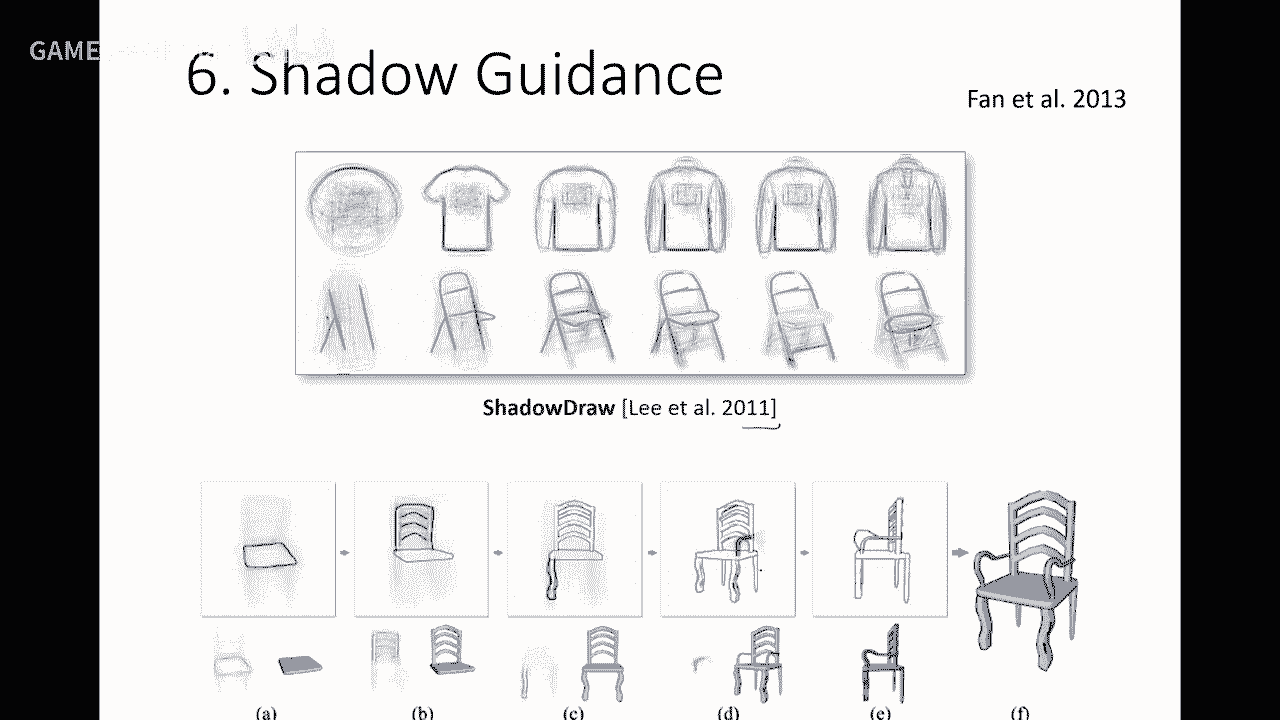 GAME
6. Shadow Guidance
Fan et al. 2013
ShadowDraw [Lee et al. 2011]
(a) (b) (c) (d) (e) (f)